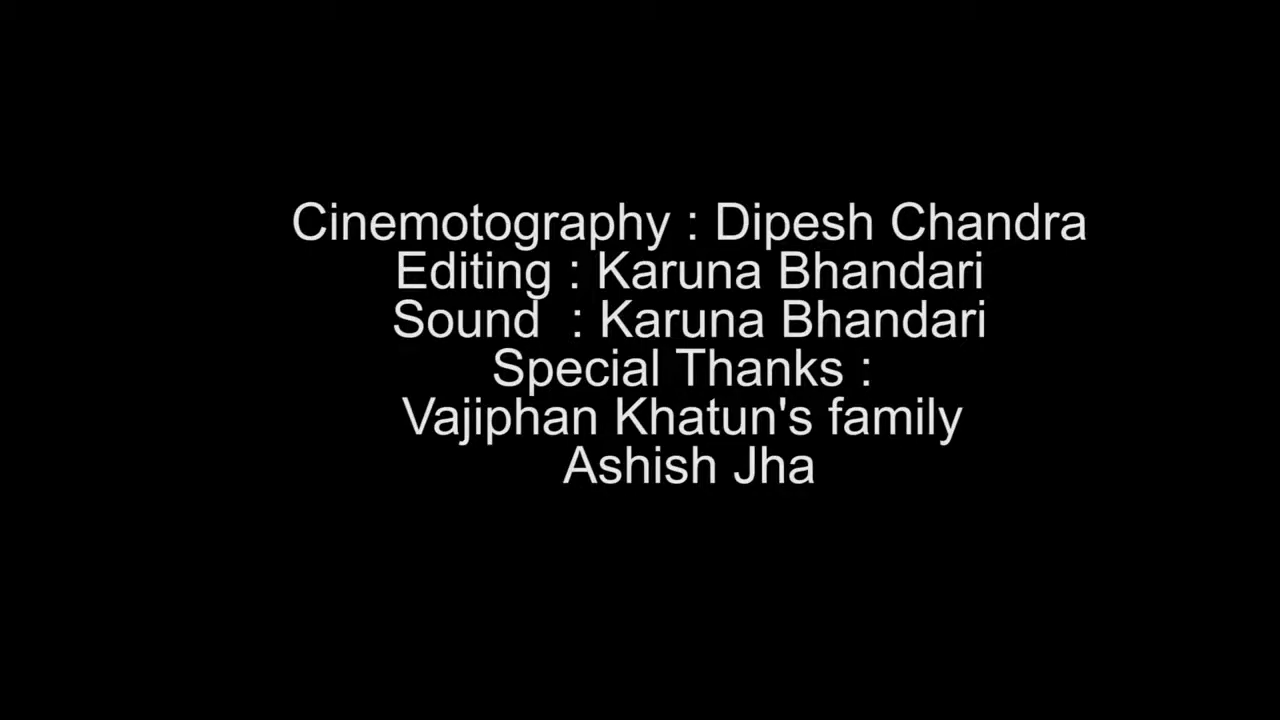 Cinemotography : Dipesh Chandra
Editing : Karuna Bhandari
Sound  : Karuna Bhandari
Special Thanks :
Vajiphan Khatun's family
Ashish Jha